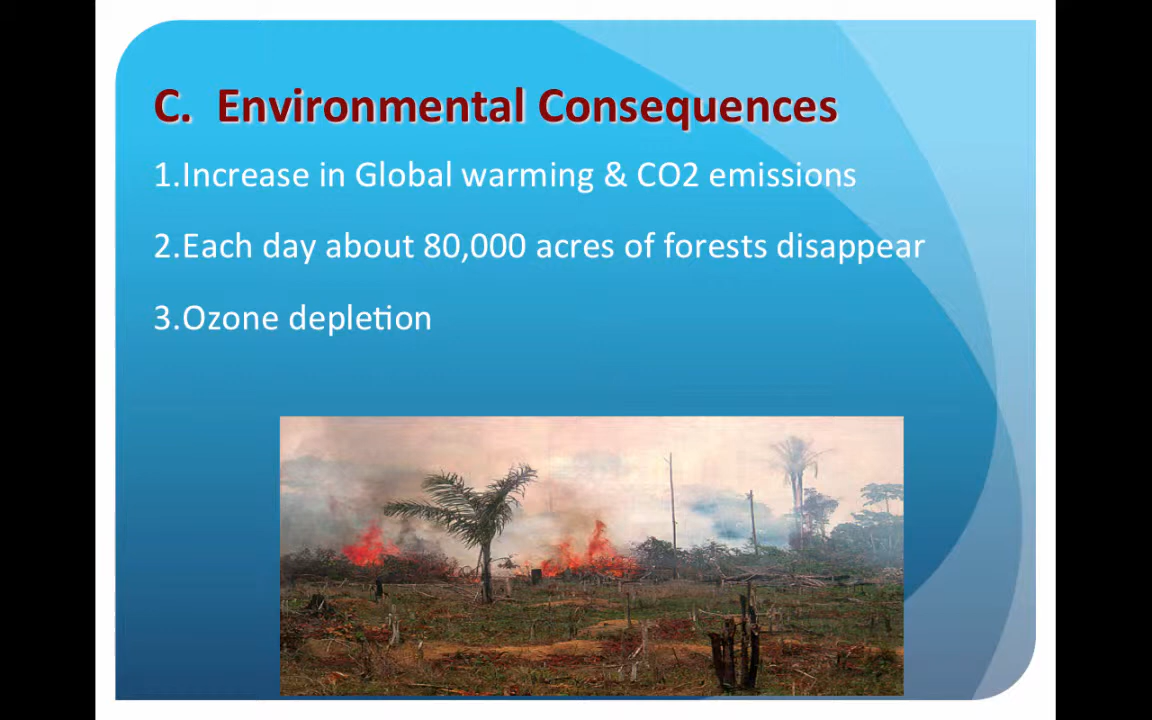 C. Environmental Consequences
1.Increase in Global warming & CO2 emissions
2.Each day about 80,000 acres of forests disappear
3.Ozone depletion